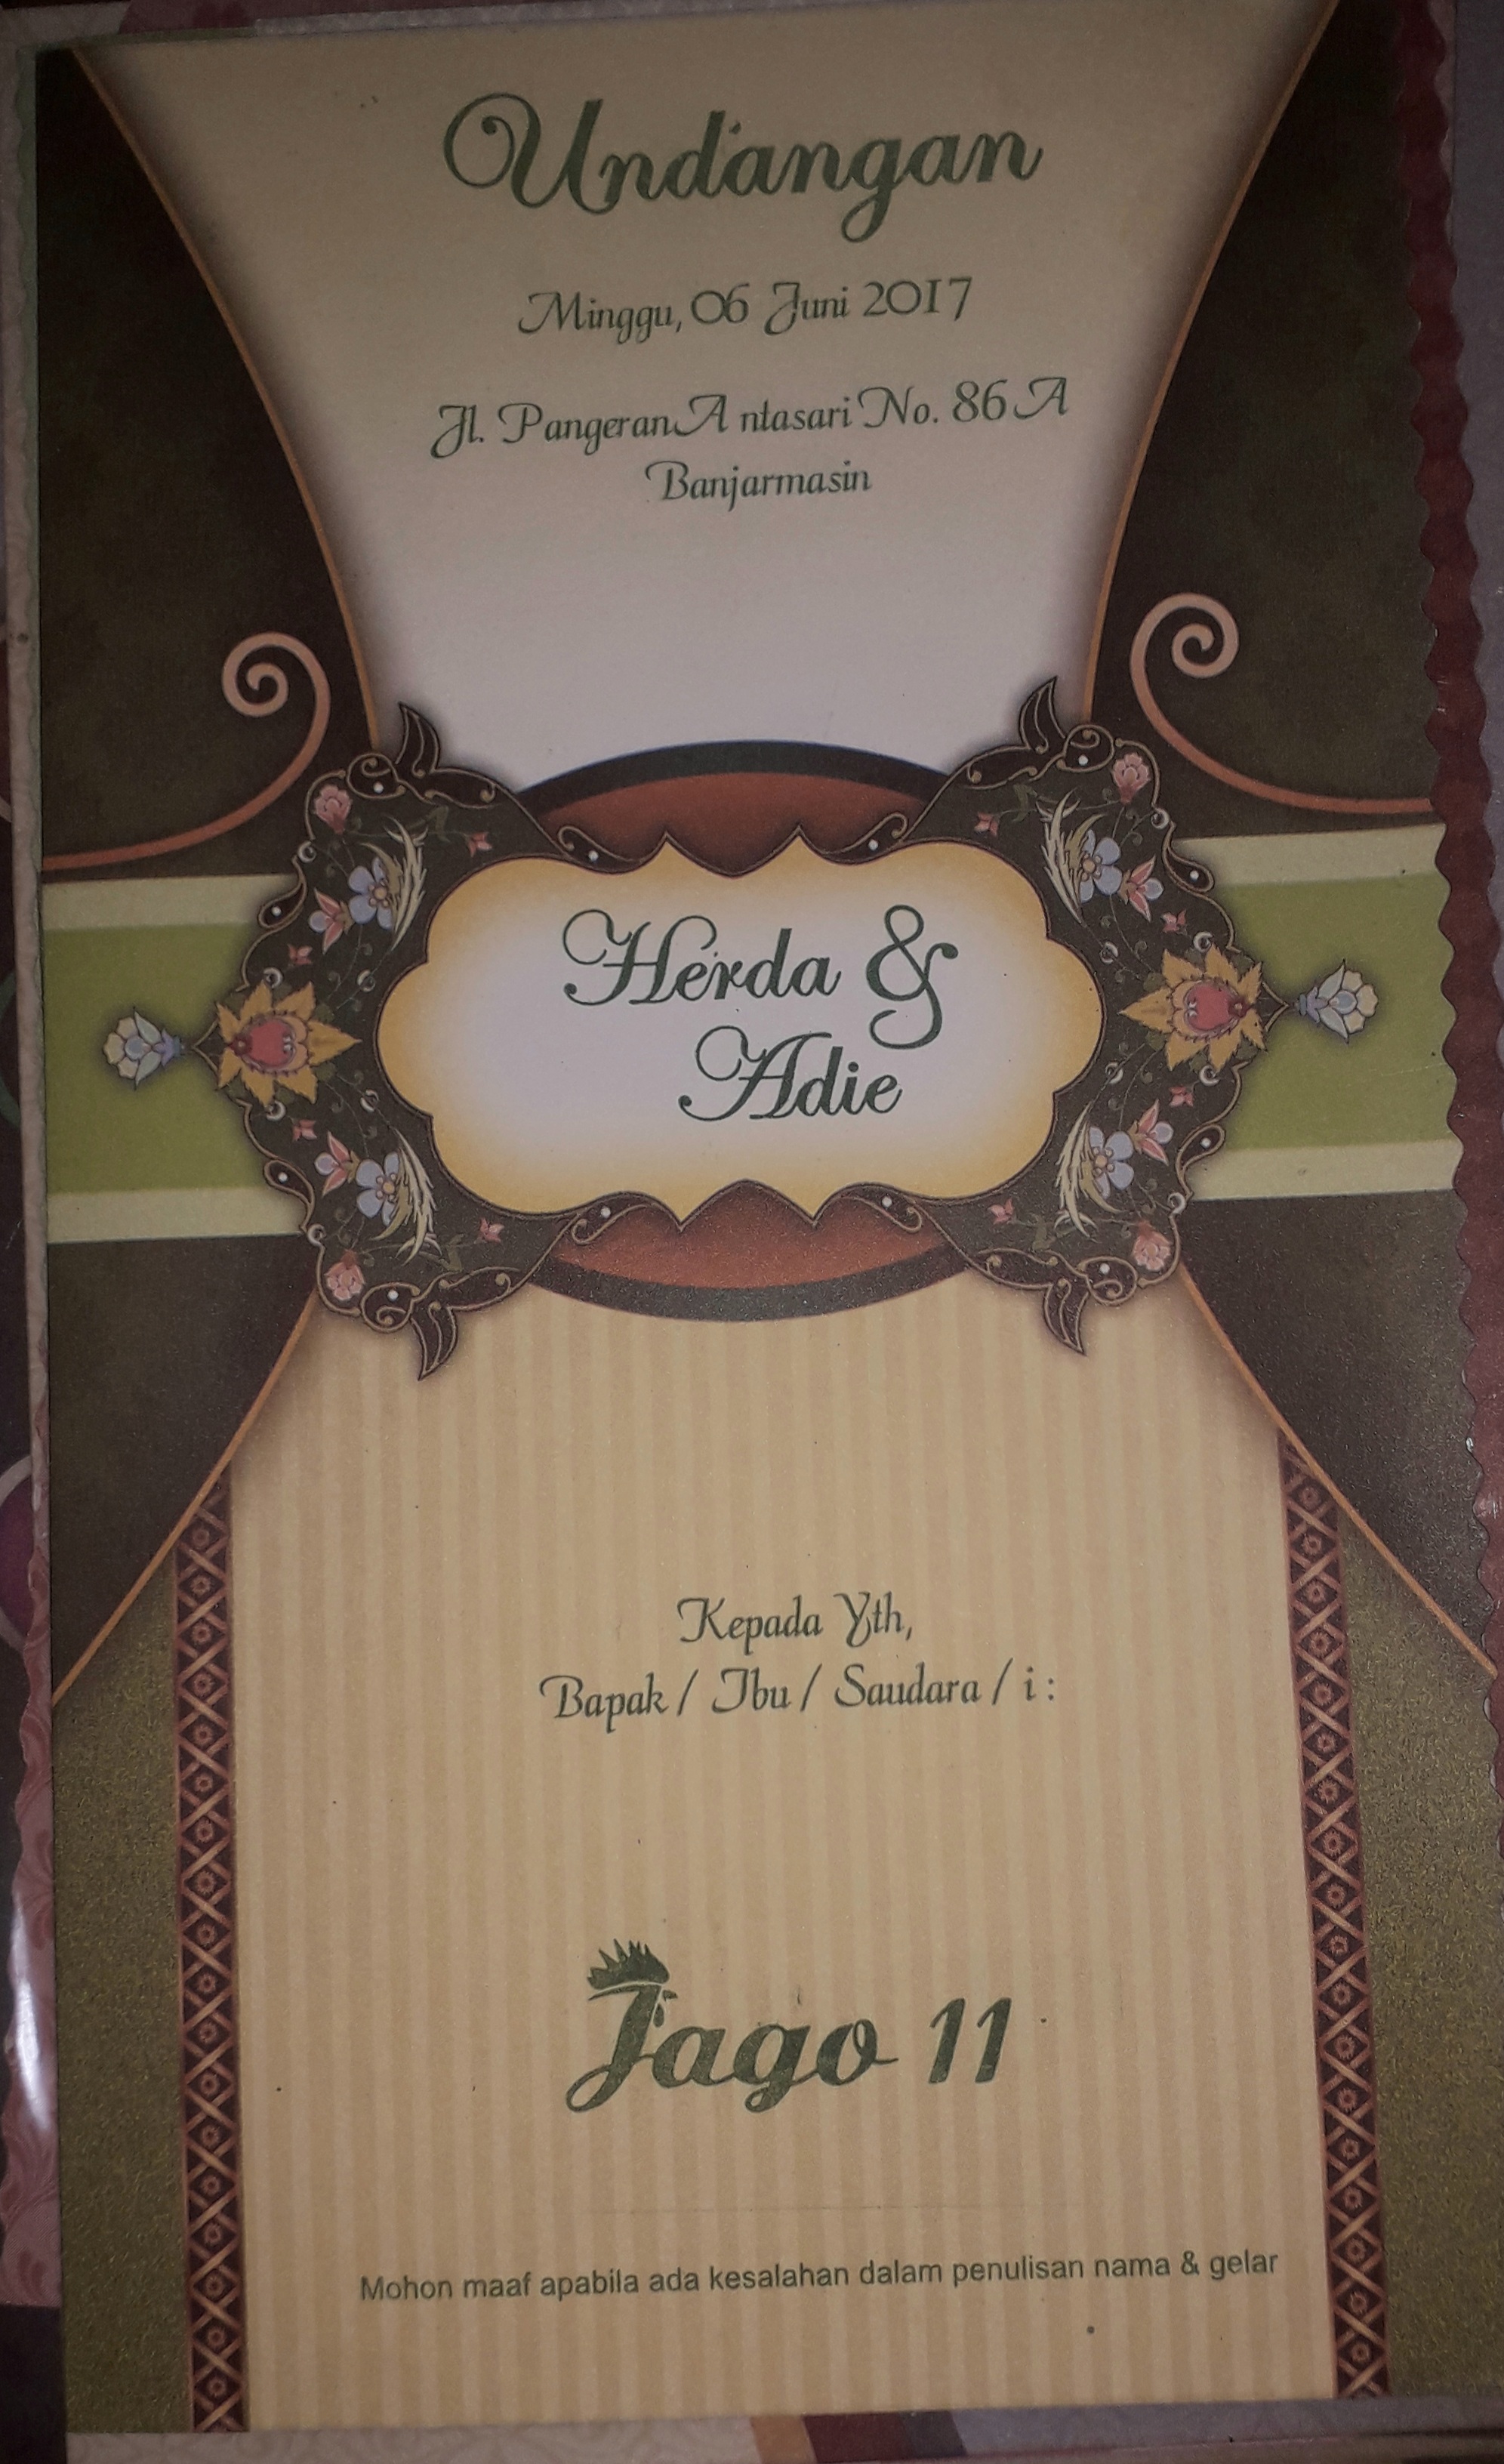 Undangan
Minggu, 06 Juni 2017
Jl. Pangeran A ntasari No. 86 A
Banjarmasin
Herda &
Adie
Kepada Yth,
Bapak / Ibu / Saudara / i :
Jago 11
Mohon maaf apabila ada kesalahan dalam penulisan nama & gelar